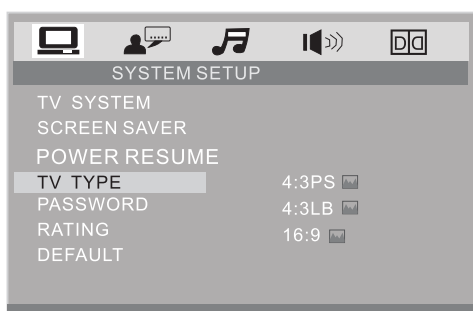 SYSTEM SETUP
TV SYSTEM
SCREEN SAVER
POWER RESUME
TV TYPE 4:3PS
PASSWORD 4:3LB
RATING 16:9
DEFAULT